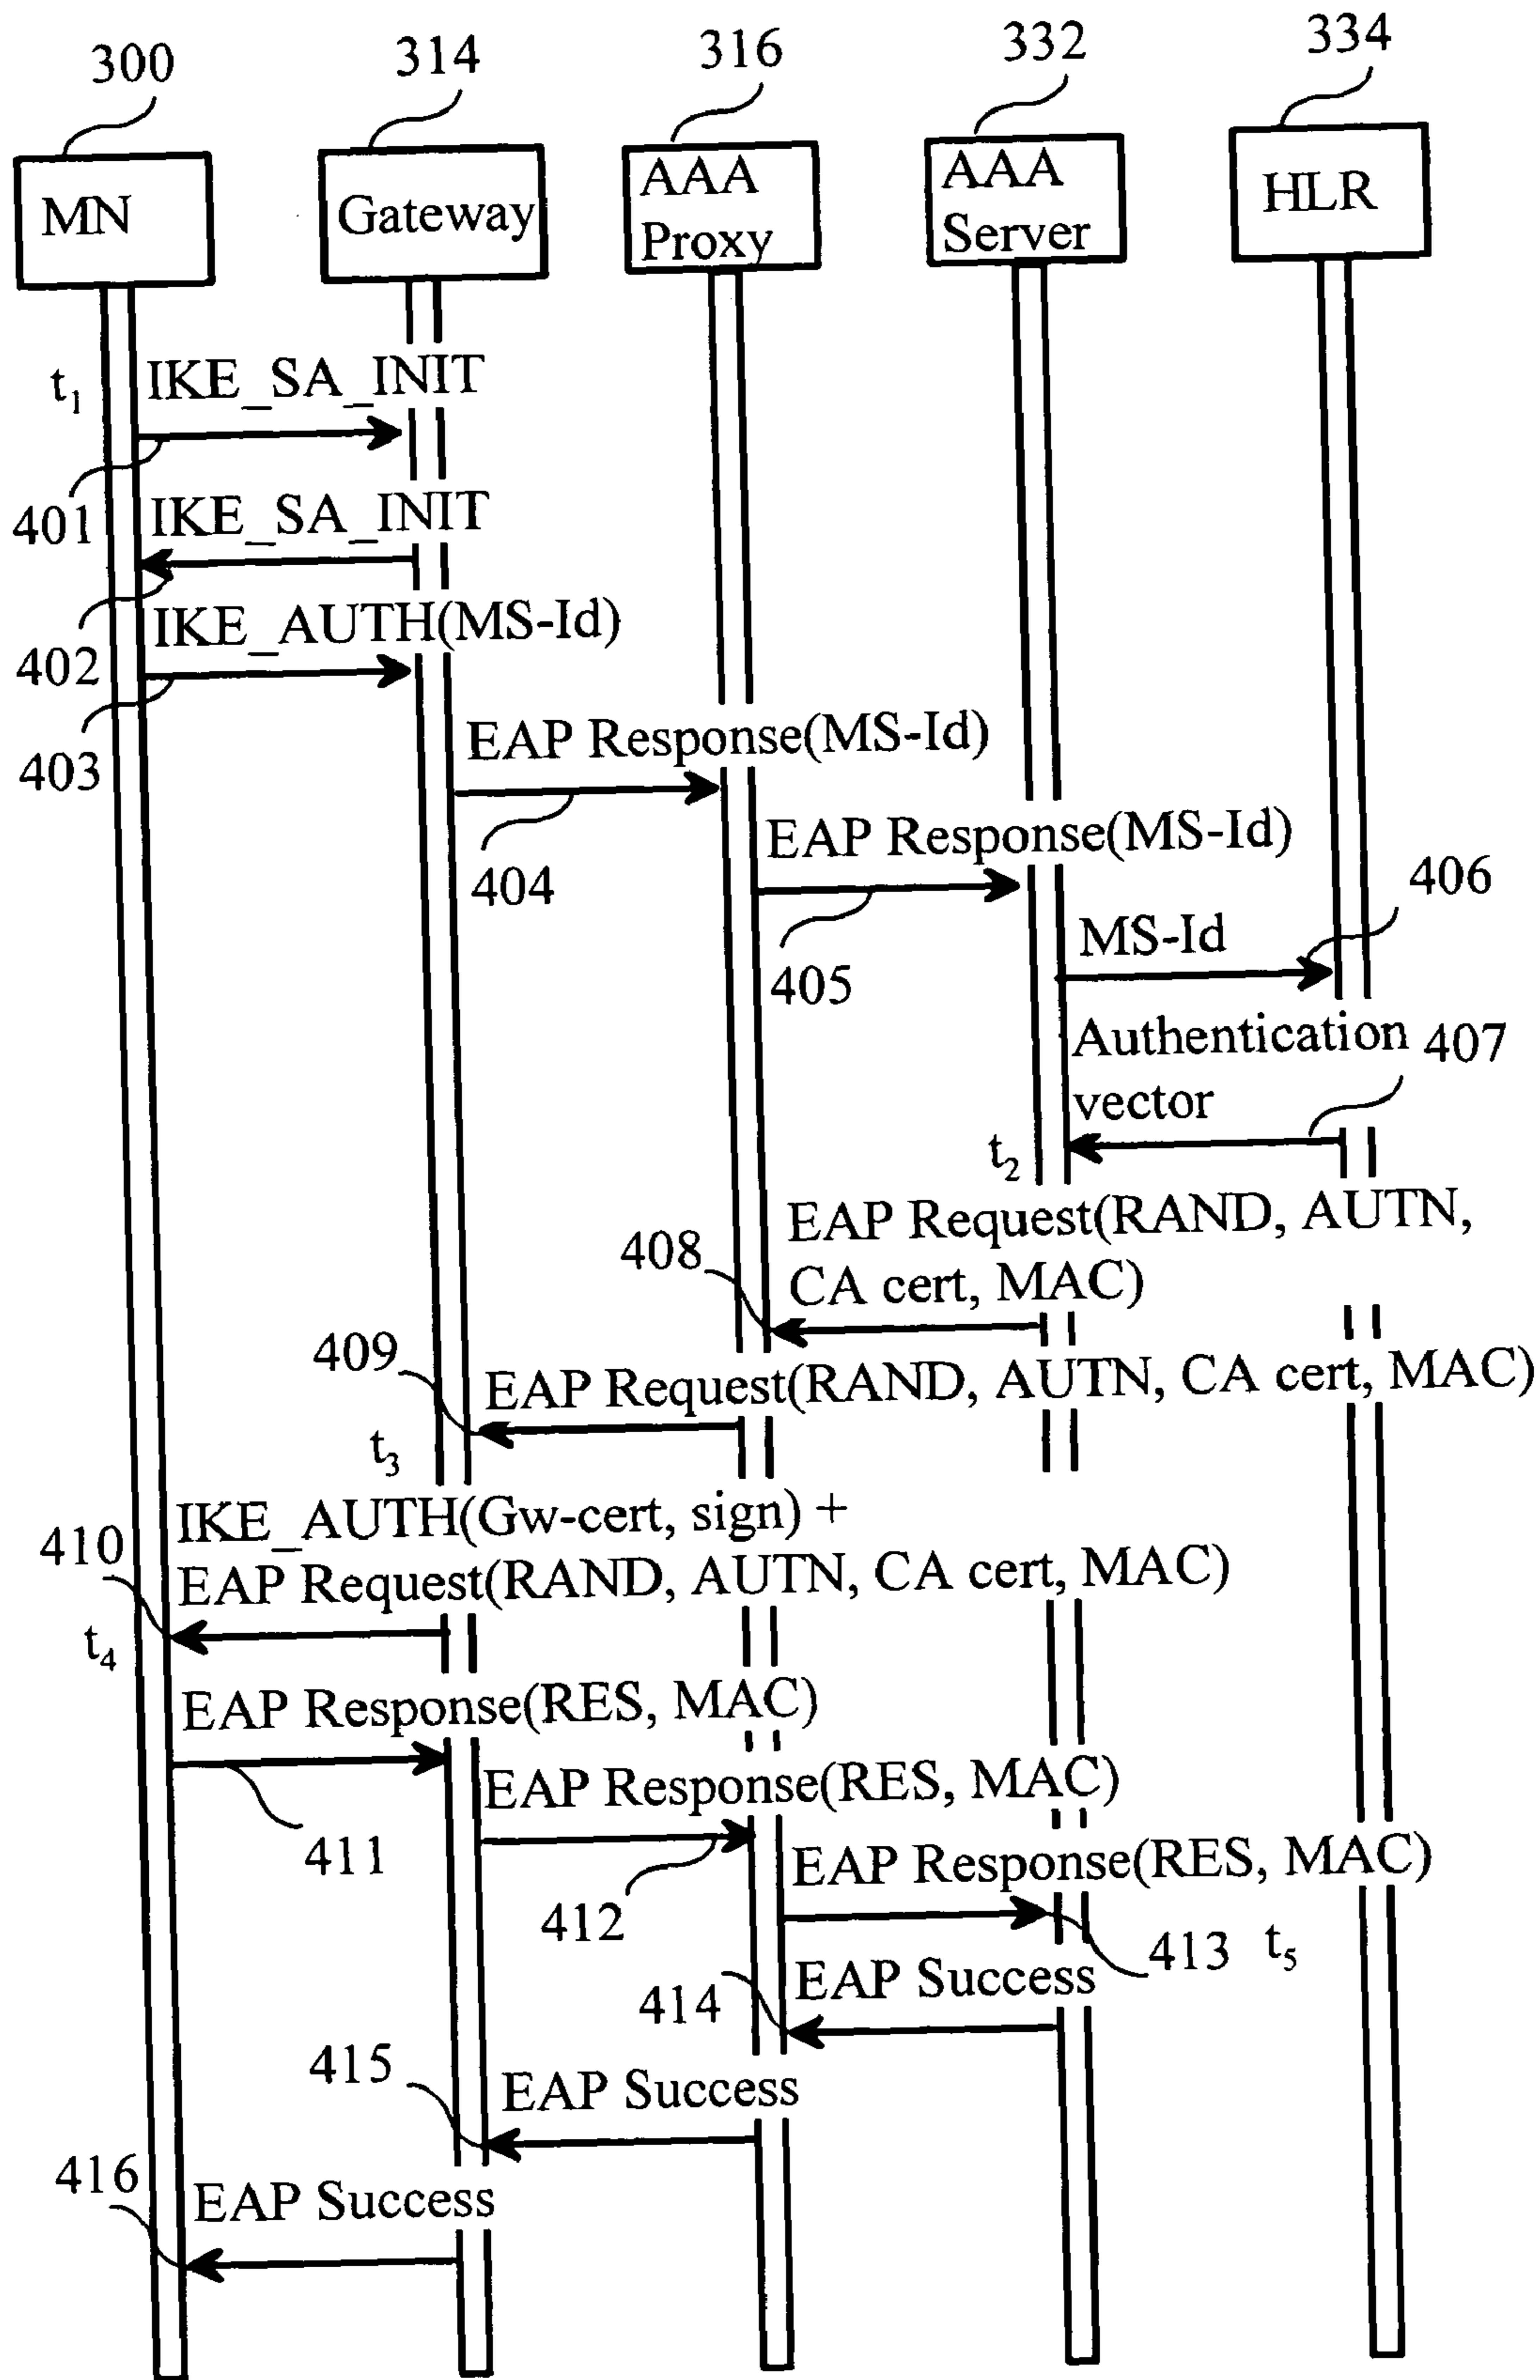 300
314
316
332
334
MN
Gateway
AAA
Proxy
AAA
Server
HLR
t1
IKE_SA_INIT
401
IKE_SA_INIT
402
IKE_AUTH(MS-Id)
403
EAP Response(MS-Id)
404
EAP Response(MS-Id)
405
406
MS-Id
Authentication
vector
407
t2
EAP Request(RAND, AUTN,
CA cert, MAC)
408
409
EAP Request(RAND, AUTN, CA cert, MAC)
t3
IKE_AUTH(Gw-cert, sign) +
EAP Request(RAND, AUTN, CA cert, MAC)
410
t4
EAP Response(RES, MAC)
411
EAP Response(RES, MAC)
412
EAP Response(RES, MAC)
413
t5
EAP Success
414
EAP Success
415
EAP Success
416